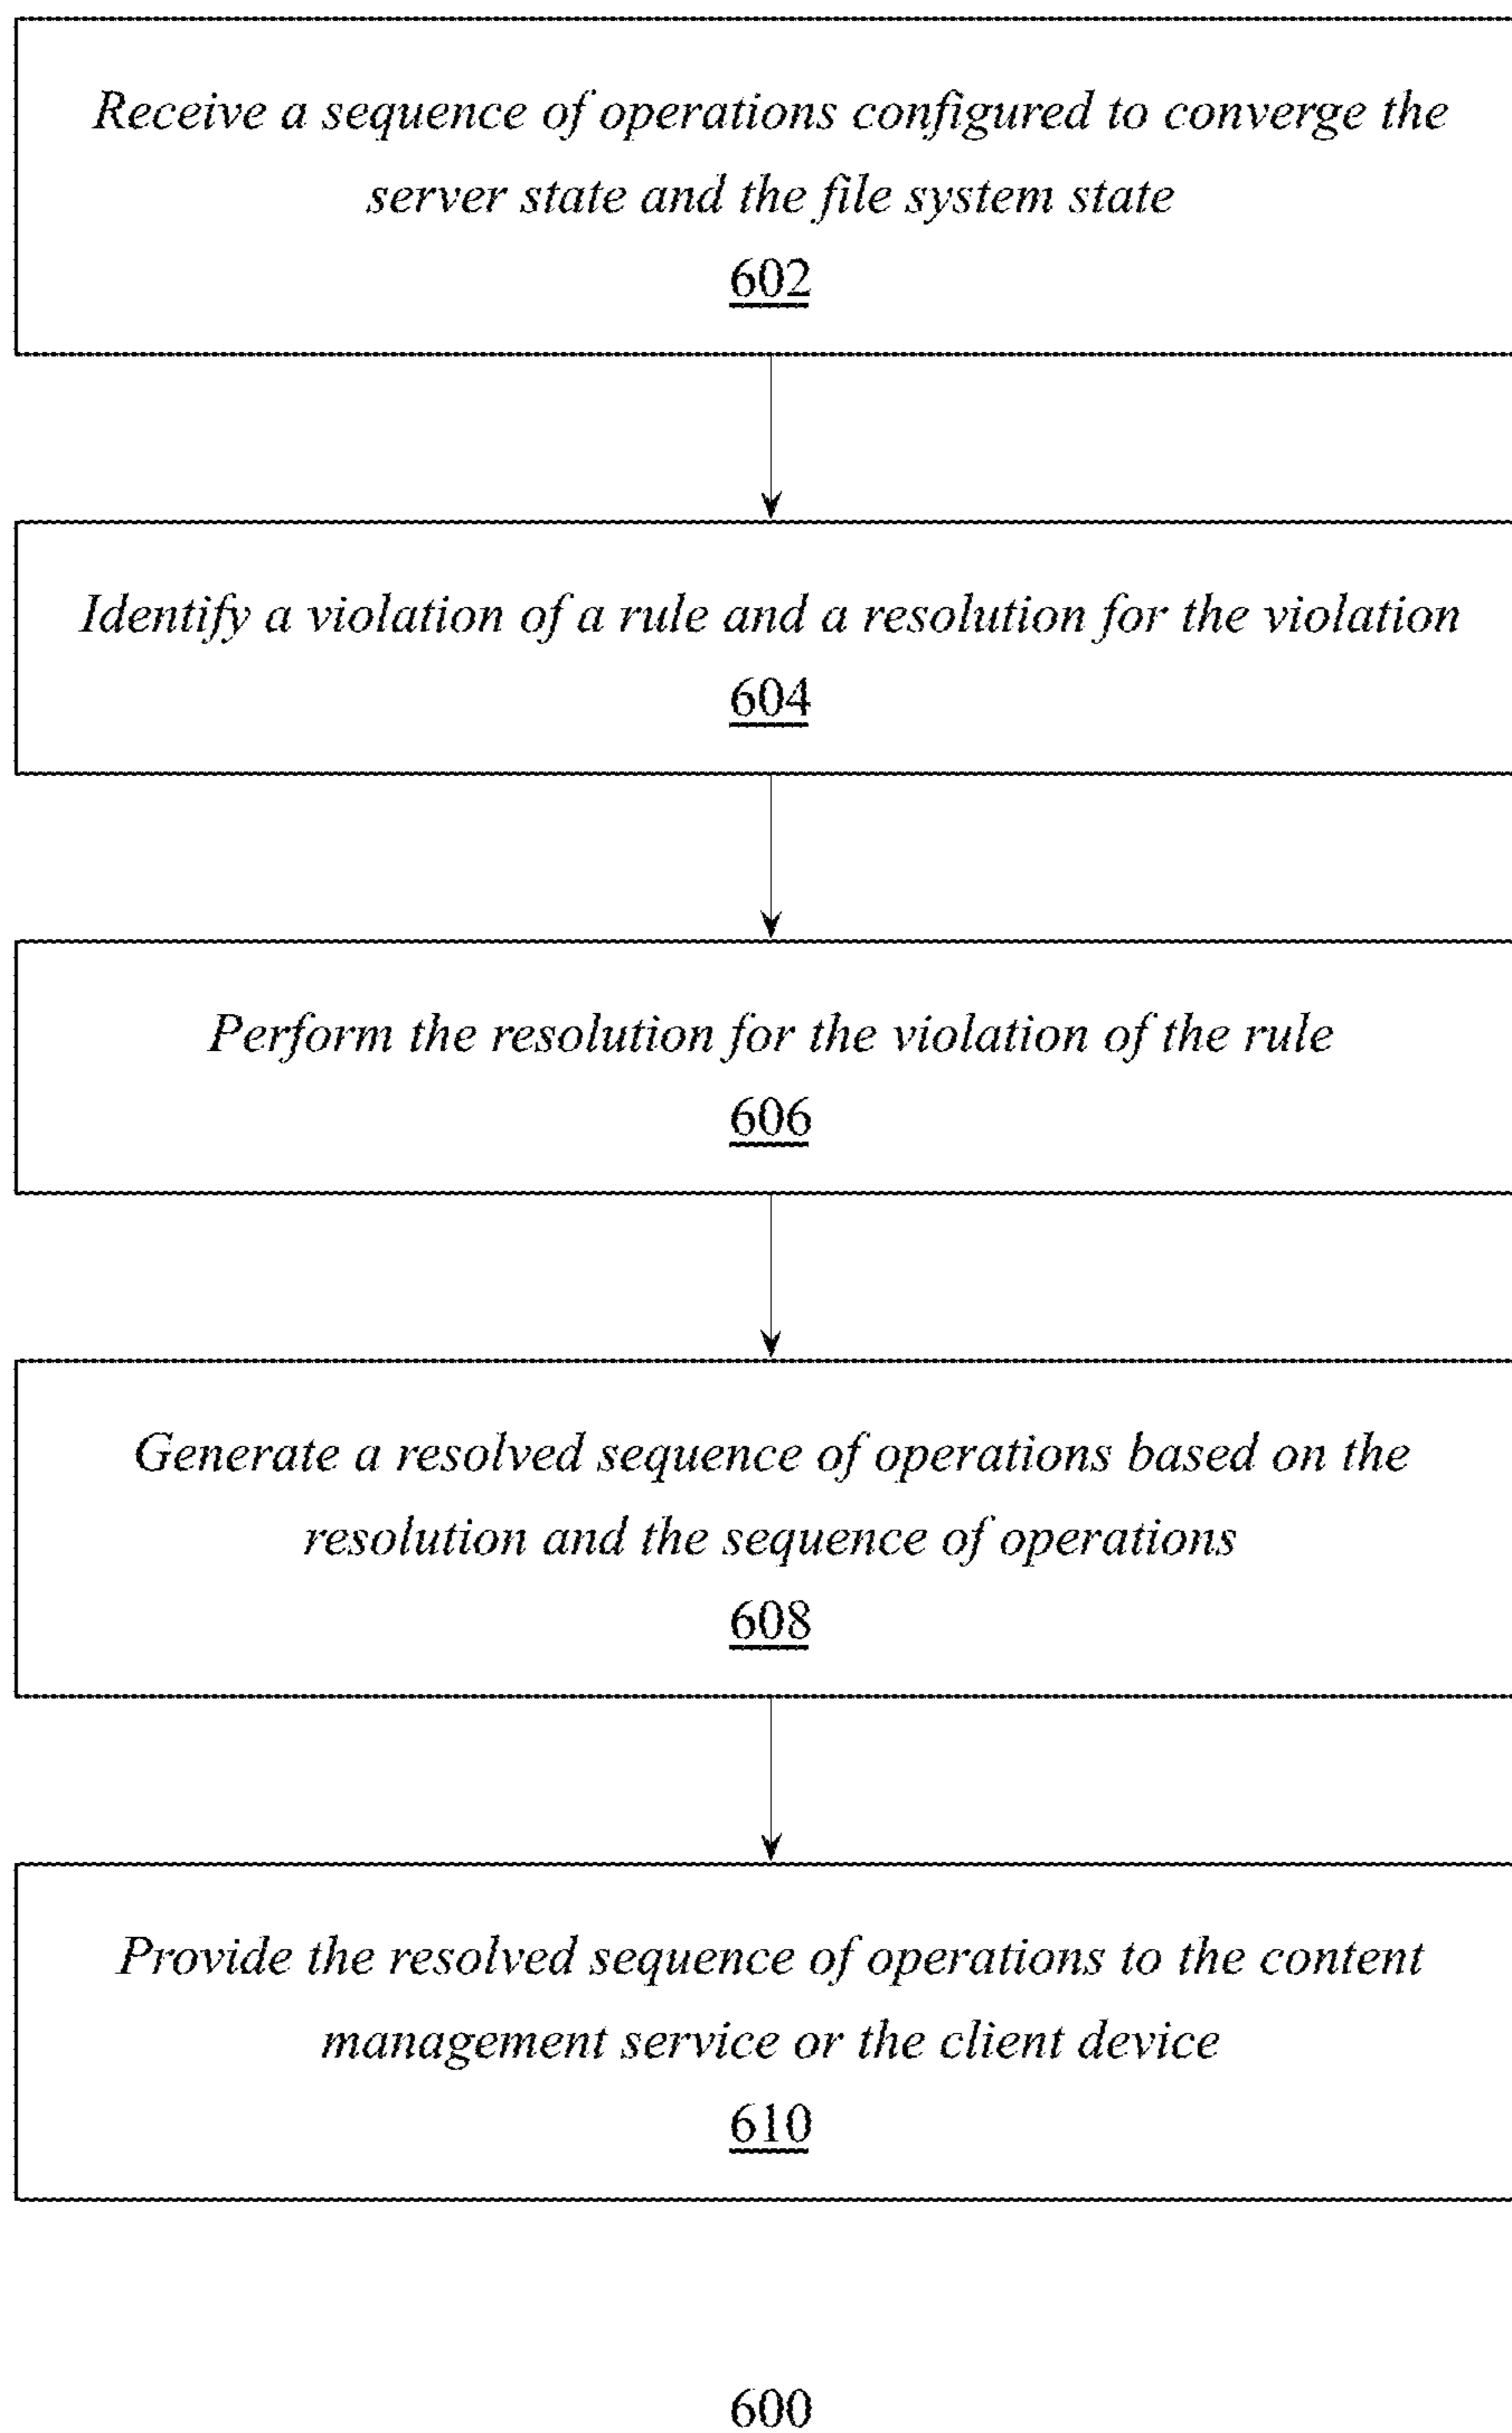 Receive a sequence of operations configured to converge the
server state and the file system state
602
Identify a violation of a rule and a resolution for the violation
604
Perform the resolution for the violation of the rule
606
Generate a resolved sequence of operations based on the
resolution and the sequence of operations
608
Provide the resolved sequence of operations to the content
management service or the client device
610
600